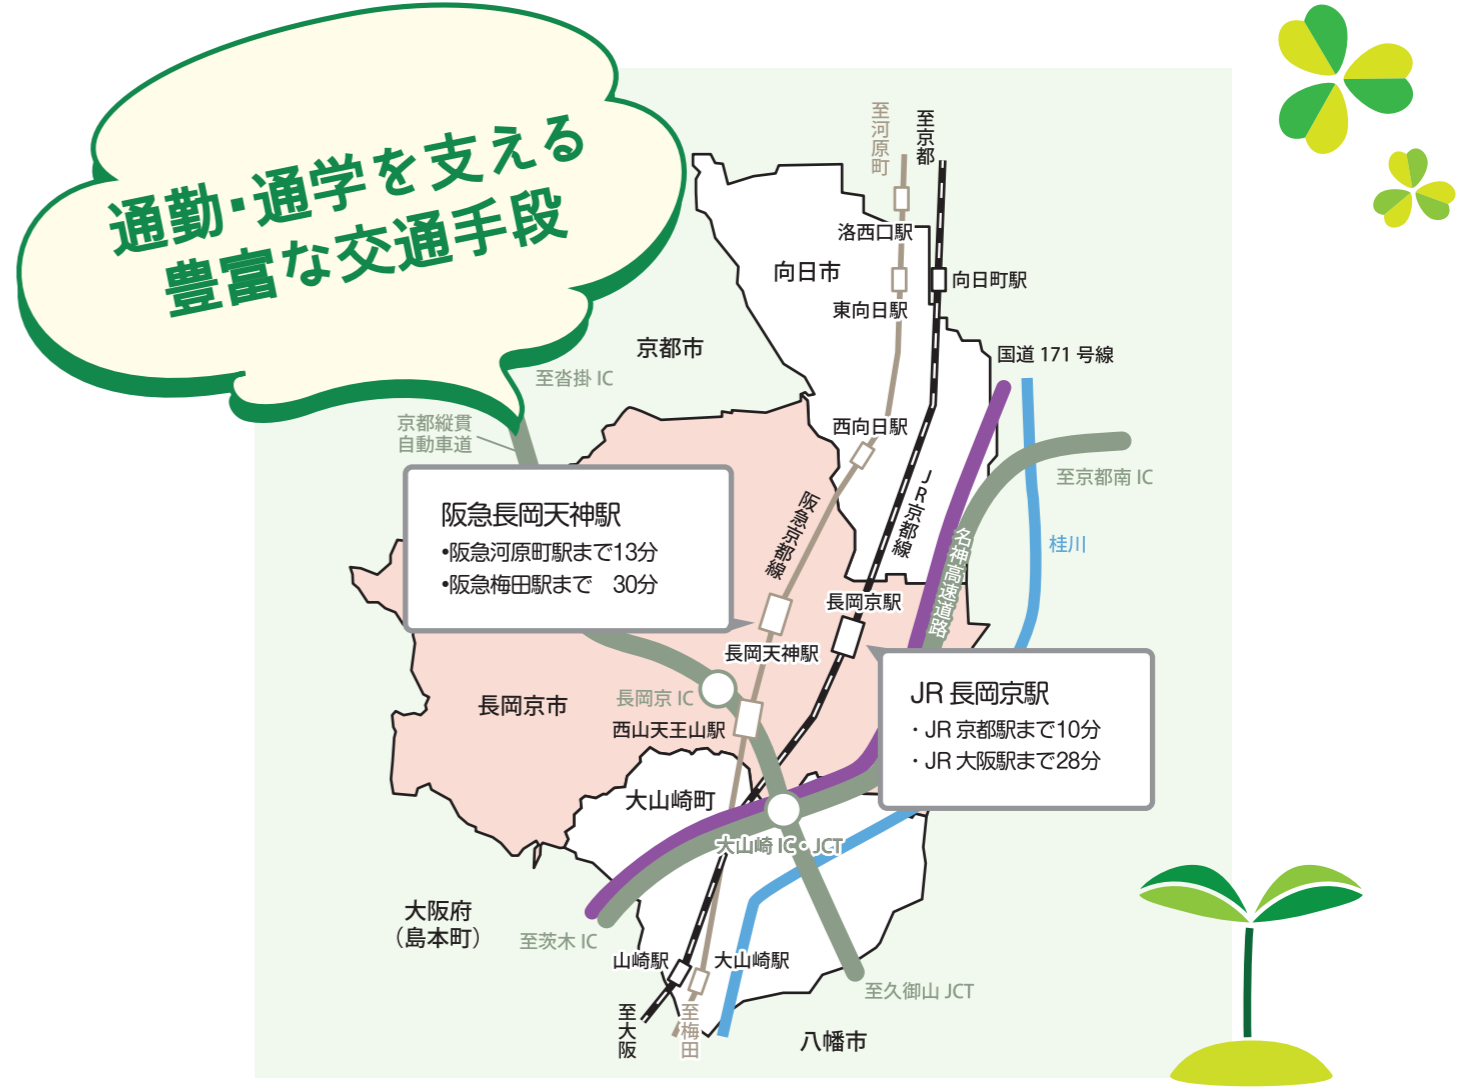 通勤・通学を支える
豊富な交通手段
至河原町
至京都
洛西口駅
向日市
向日町駅
東向日駅
京都市
国道 171 号線
至沓掛 IC
京都縦貫
自動車道
西向日駅
至京都南 IC
JR京都線
阪急京都線
名神高速道路
桂川
阪急長岡天神駅
•阪急河原町駅まで13分
•阪急梅田駅まで　30分
長岡京駅
長岡天神駅
長岡京 IC
長岡京市
西山天王山駅
JR 長岡京駅
・JR 京都駅まで10分
・JR 大阪駅まで28分
大山崎町
大山崎 IC・JCT
大阪府
（島本町）
至茨木 IC
山崎駅
大山崎駅
至久御山 JCT
至大阪
至梅田
八幡市